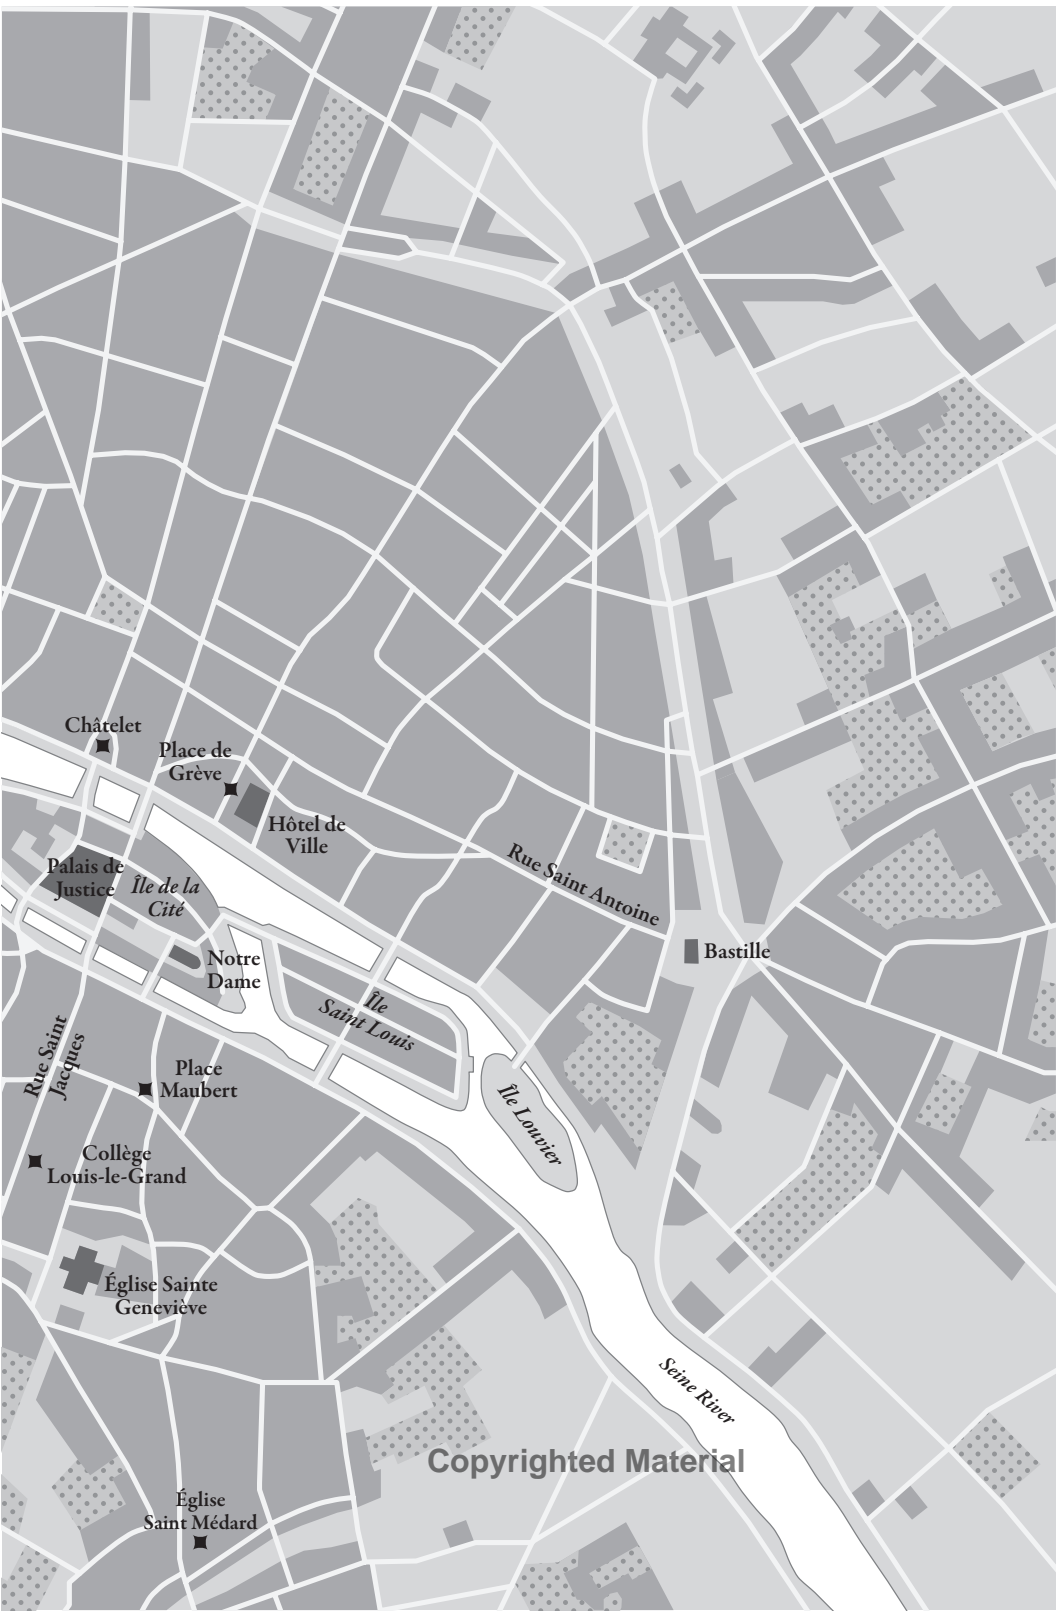 Châtelet
Place de
Grève
Hôtel de
Ville
Palais de
Justice
Île de la
Cité
Rue Saint Antoine
Bastille
Notre
Dame
Île
Saint Louis
Rue Saint
Jacques
Place
Maubert
Île Louvier
Collège
Louis-le-Grand
Église Sainte
Geneviève
Seine River
Copyrighted Material
Église
Saint Médard